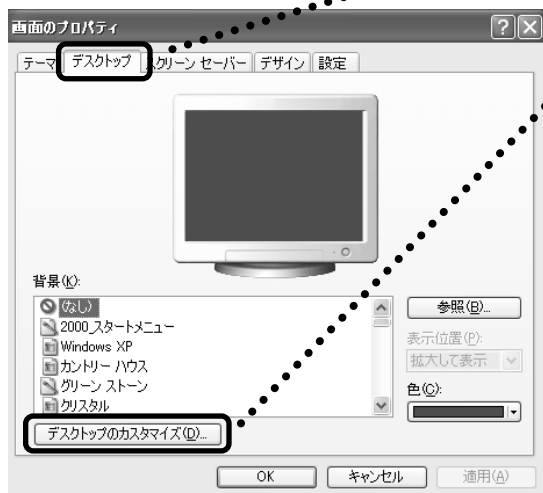 画面のプロパティ
テーマ デスクトップ スクリーン セーバー デザイン 設定
背景(K):
(なし)
2000_スタートメニュー
Windows XP
カントリー ハウス
グリーン ストーン
クリスタル
参照(B)...
表示位置(P):
拡大して表示
色(C):
デスクトップのカスタマイズ(D)...
OK キャンセル 適用(A)